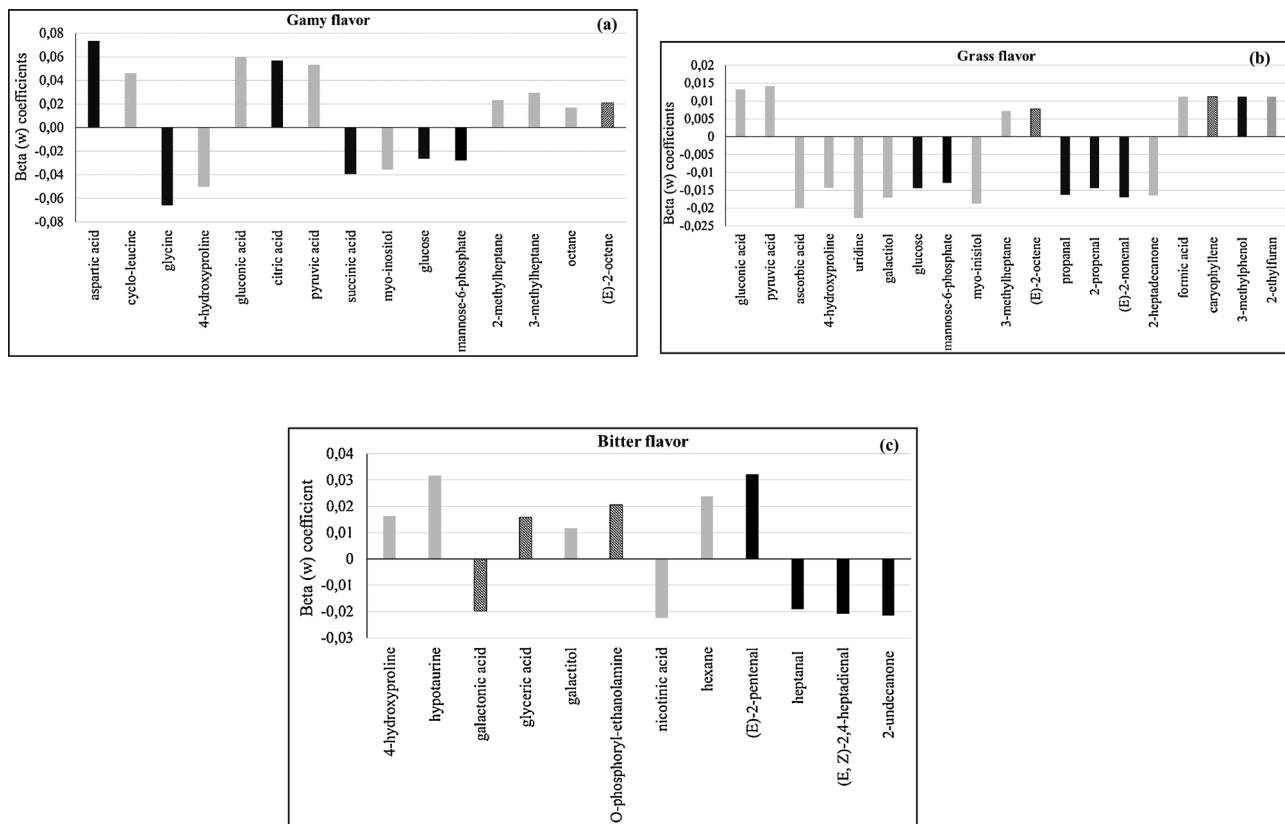 Gamy flavor
(a)
Beta (w) coefficients
0,08
0,06
0,04
0,02
0,00
-0,02
-0,04
-0,06
-0,08
aspartic acid
cyclo-leucine
glycine
4-hydroxyproline
gluconic acid
citric acid
pyruvic acid
succinic acid
myo-inositol
glucose
mannose-6-phosphate
2-methylheptane
3-methylheptane
octane
(E)-2-octene
Grass flavor
(b)
Beta (w) coefficients
0,02
0,015
0,01
0,005
0
-0,005
-0,01
-0,015
-0,02
-0,025
gluconic acid
pyruvic acid
ascorbic acid
4-hydroxyproline
uridine
galactitol
glucose
mannose-6-phosphate
myo-inisitol
3-methylheptane
(E)-2-octene
propanal
2-propenal
(E)-2-nonenal
2-heptadecanone
formic acid
caryophyllene
3-methylphenol
2-ethylfuran
Bitter flavor
(c)
Beta (w) coefficient
0,04
0,03
0,02
0,01
0
-0,01
-0,02
-0,03
4-hydroxyproline
hypotaurine
galactonic acid
glyceric acid
galactitol
O-phosphoryl-ethanolamine
nicotinic acid
hexane
(E)-2-pentenal
heptanal
(E, Z)-2,4-heptadienal
2-undecanone